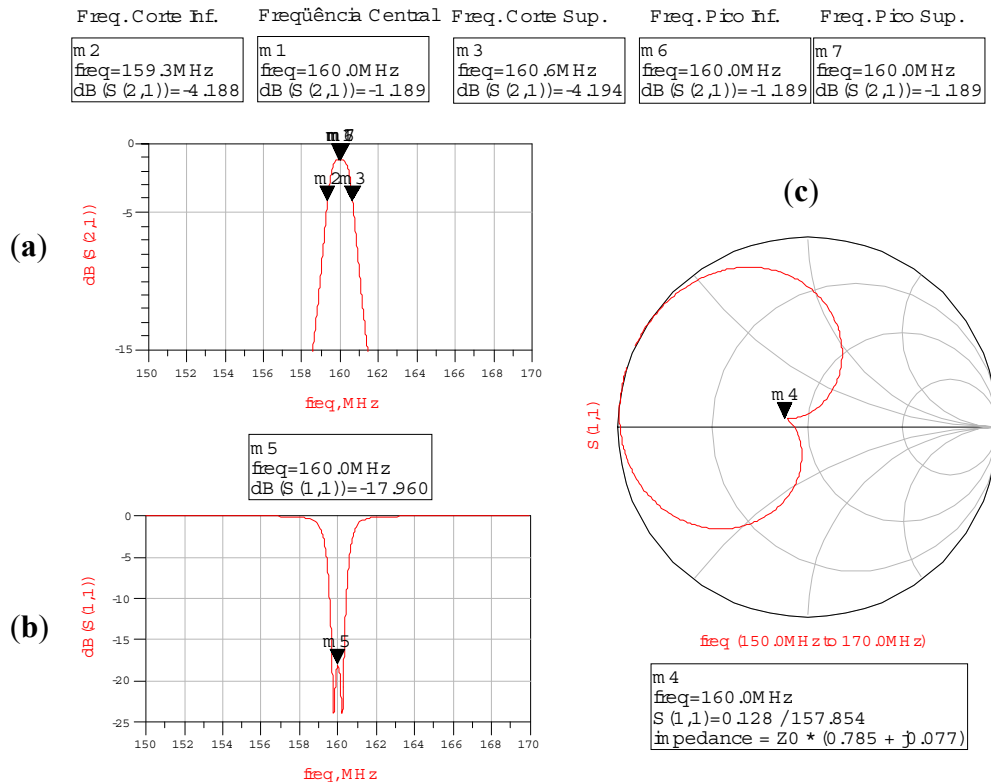 Freq. Corte Inf.
Freqüência Central
Freq. Corte Sup.
Freq. Pico Inf.
Freq. Pico Sup.
m2
freq=159.3MHz
dB(S(2,1))=-4.188
m1
freq=160.0MHz
dB(S(2,1))=-1.189
m3
freq=160.6MHz
dB(S(2,1))=-4.194
m6
freq=160.0MHz
dB(S(2,1))=-1.189
m7
freq=160.0MHz
dB(S(2,1))=-1.189
(a)
dB(S(2,1))
0
-5
-15
m2
m3
150 152 154 156 158 160 162 164 166 168 170
freq, MHz
m5
freq=160.0MHz
dB(S(1,1))=-17.960
(b)
dB(S(1,1))
0
-5
-10
-15
-20
-25
m5
150 152 154 156 158 160 162 164 166 168 170
freq, MHz
(c)
m4
S(1,1)
freq (150.0MHz to 170.0MHz)
m4
freq=160.0MHz
S(1,1)=0.128 / 157.854
impedance = Z0 * (0.785 + j0.077)